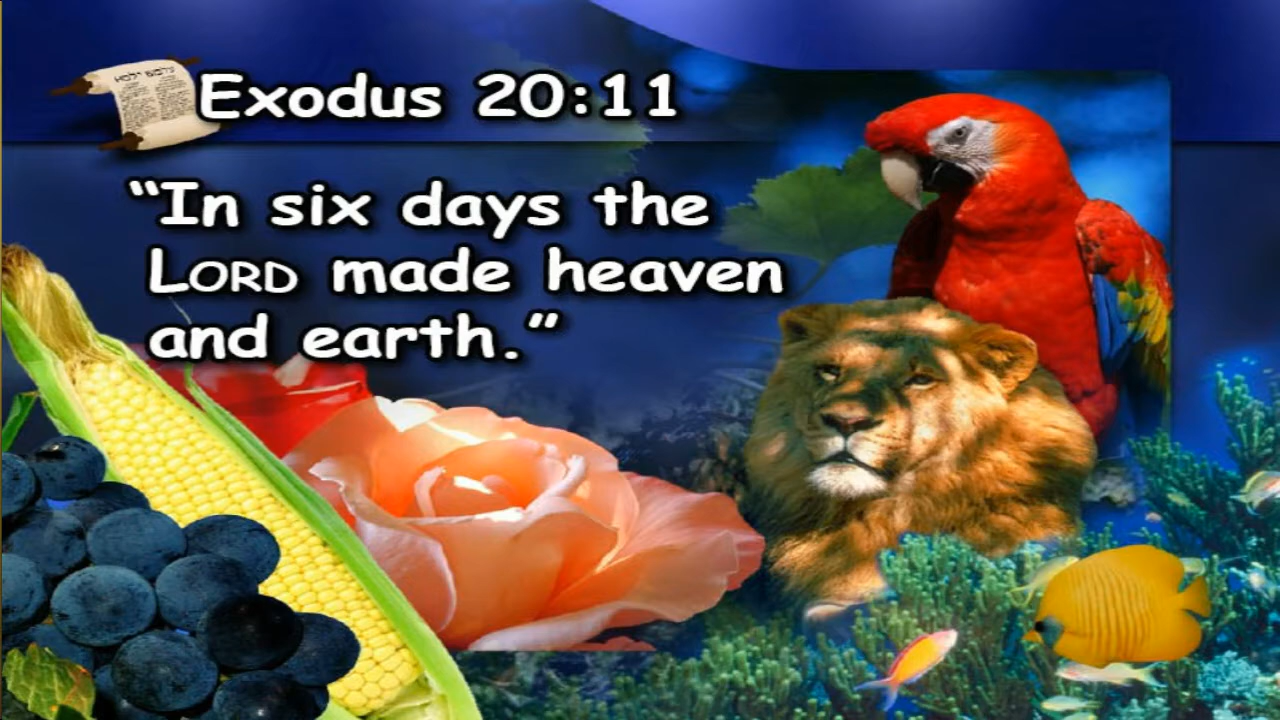 Exodus 20:11
“In six days the
LORD made heaven
and earth.”